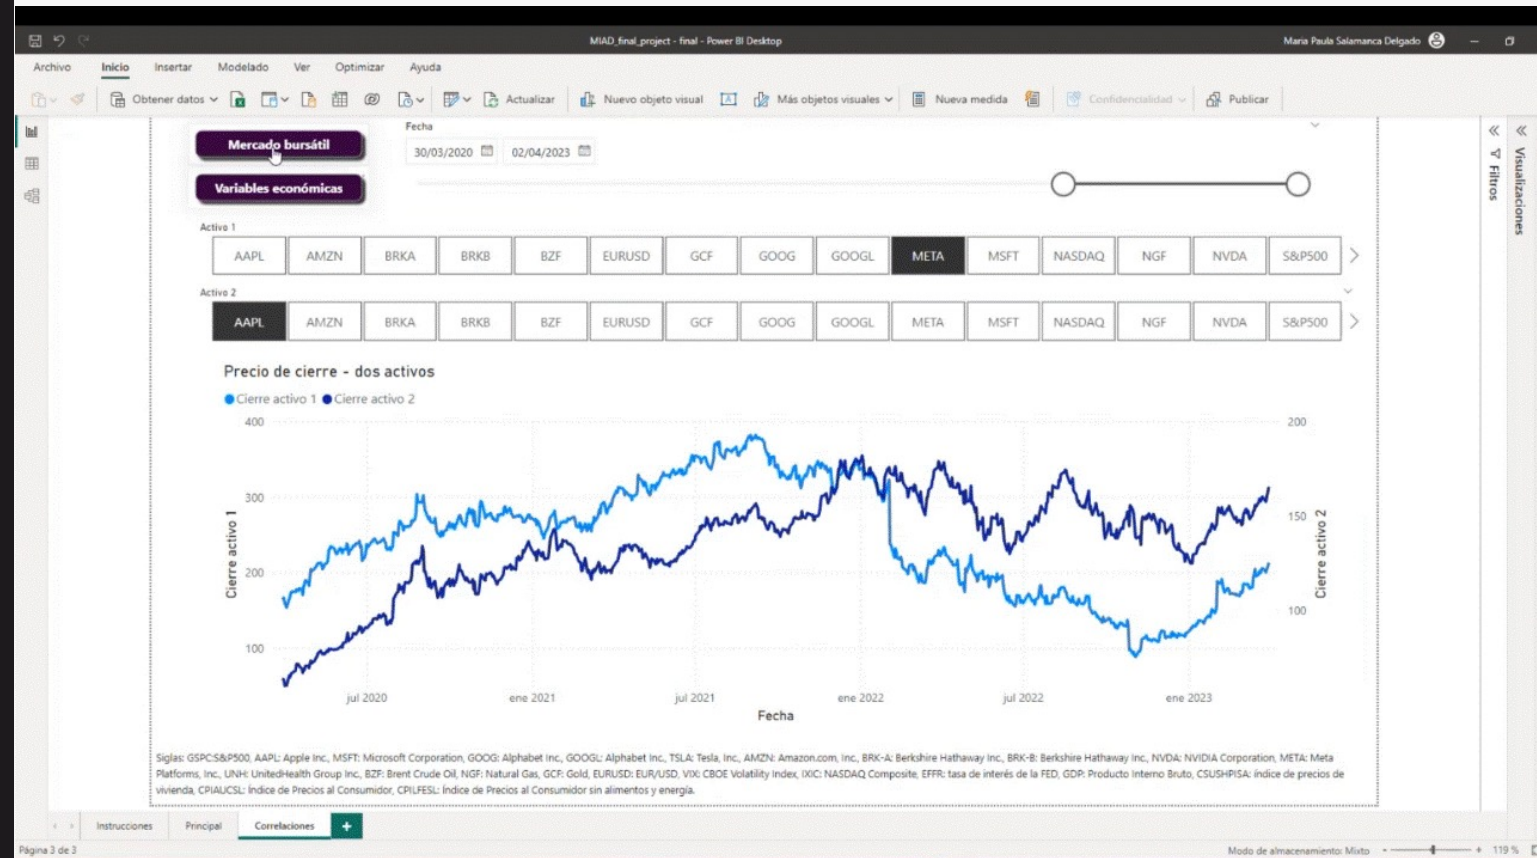 MIAD_final_project - final - Power BI Desktop
Maria Paula Salamanca Delgado
Archivo Inicio Insertar Modelado Ver Optimizar Ayuda
Obtener datos Actualizar Nuevo objeto visual Más objetos visuales Nueva medida Confidencialidad Publicar
Mercado bursátil
Variables económicas
Fecha
30/03/2020 02/04/2023
Filtros
Visualizaciones
Activo 1
AAPL AMZN BRKA BRKB BZF EURUSD GCF GOOG GOOGL META MSFT NASDAQ NGF NVDA S&P500
Activo 2
AAPL AMZN BRKA BRKB BZF EURUSD GCF GOOG GOOGL META MSFT NASDAQ NGF NVDA S&P500
Precio de cierre - dos activos
Cierre activo 1 Cierre activo 2
400
300
200
100
Cierre activo 1
200
150
100
Cierre activo 2
jul 2020 ene 2021 jul 2021 ene 2022 jul 2022 ene 2023
Fecha
Siglas: GSPC:S&P500, AAPL: Apple Inc., MSFT: Microsoft Corporation, GOOG: Alphabet Inc., GOOGL: Alphabet Inc., TSLA: Tesla, Inc., AMZN: Amazon.com, Inc., BRK-A: Berkshire Hathaway Inc., BRK-B: Berkshire Hathaway Inc., NVDA: NVIDIA Corporation, META: Meta
Platforms, Inc., UNH: UnitedHealth Group Inc., BZF: Brent Crude Oil, NGF: Natural Gas, GCF: Gold, EURUSD: EUR/USD, VIX: CBOE Volatility Index, IXIC: NASDAQ Composite, EFFR: tasa de interés de la FED, GDP: Producto Interno Bruto, CSUSHPISA: índice de precios de
vivienda, CPIAUCSL: Índice de Precios al Consumidor, CPILFESL: Índice de Precios al Consumidor sin alimentos y energía.
Instrucciones Principal Correlaciones
Página 3 de 3
Modo de almacenamiento: Mixto 119 %